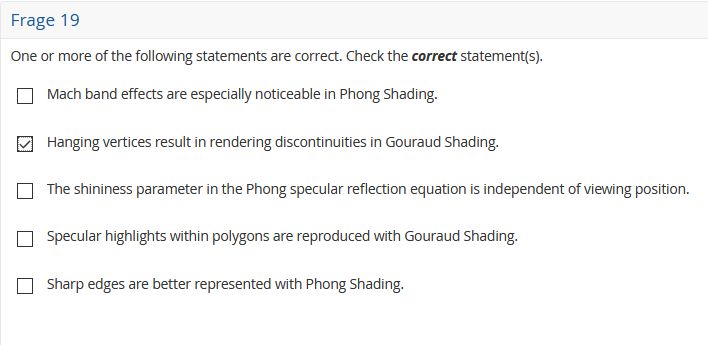 Frage 19
One or more of the following statements are correct. Check the correct statement(s).
Mach band effects are especially noticeable in Phong Shading.
Hanging vertices result in rendering discontinuities in Gouraud Shading.
The shininess parameter in the Phong specular reflection equation is independent of viewing position.
Specular highlights within polygons are reproduced with Gouraud Shading.
Sharp edges are better represented with Phong Shading.